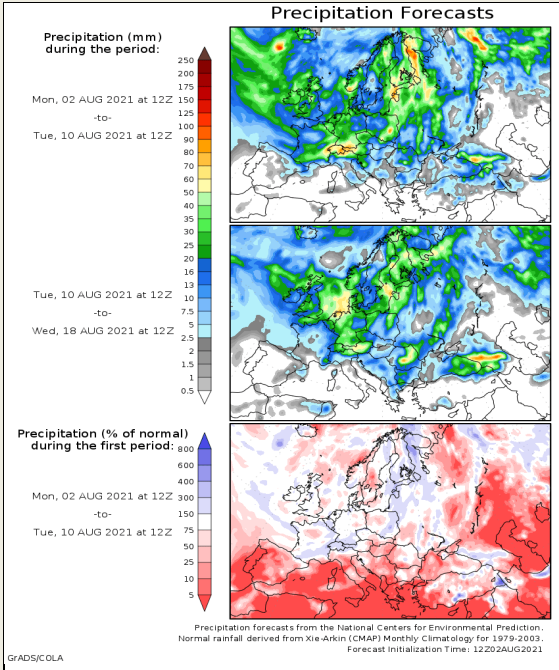 Precipitation Forecasts
Precipitation (mm)
during the period:
250
200
175
150
125
100
90
80
70
60
50
40
35
30
25
20
16
13
10
7.5
5
2.5
2
1.5
1
0.5
Mon, 02 AUG 2021 at 12Z
-to-
Tue, 10 AUG 2021 at 12Z
Tue, 10 AUG 2021 at 12Z
-to-
Wed, 18 AUG 2021 at 12Z
Precipitation (% of normal)
during the first period:
800
600
400
300
150
75
50
25
10
5
Mon, 02 AUG 2021 at 12Z
-to-
Tue, 10 AUG 2021 at 12Z
Precipitation forecasts from the National Centers for Environmental Prediction.
Normal rainfall derived from Xie-Arkin (CMAP) Monthly Climatology for 1979-2003.
Forecast Initialization Time: 12Z02AUG2021
GrADS/COLA